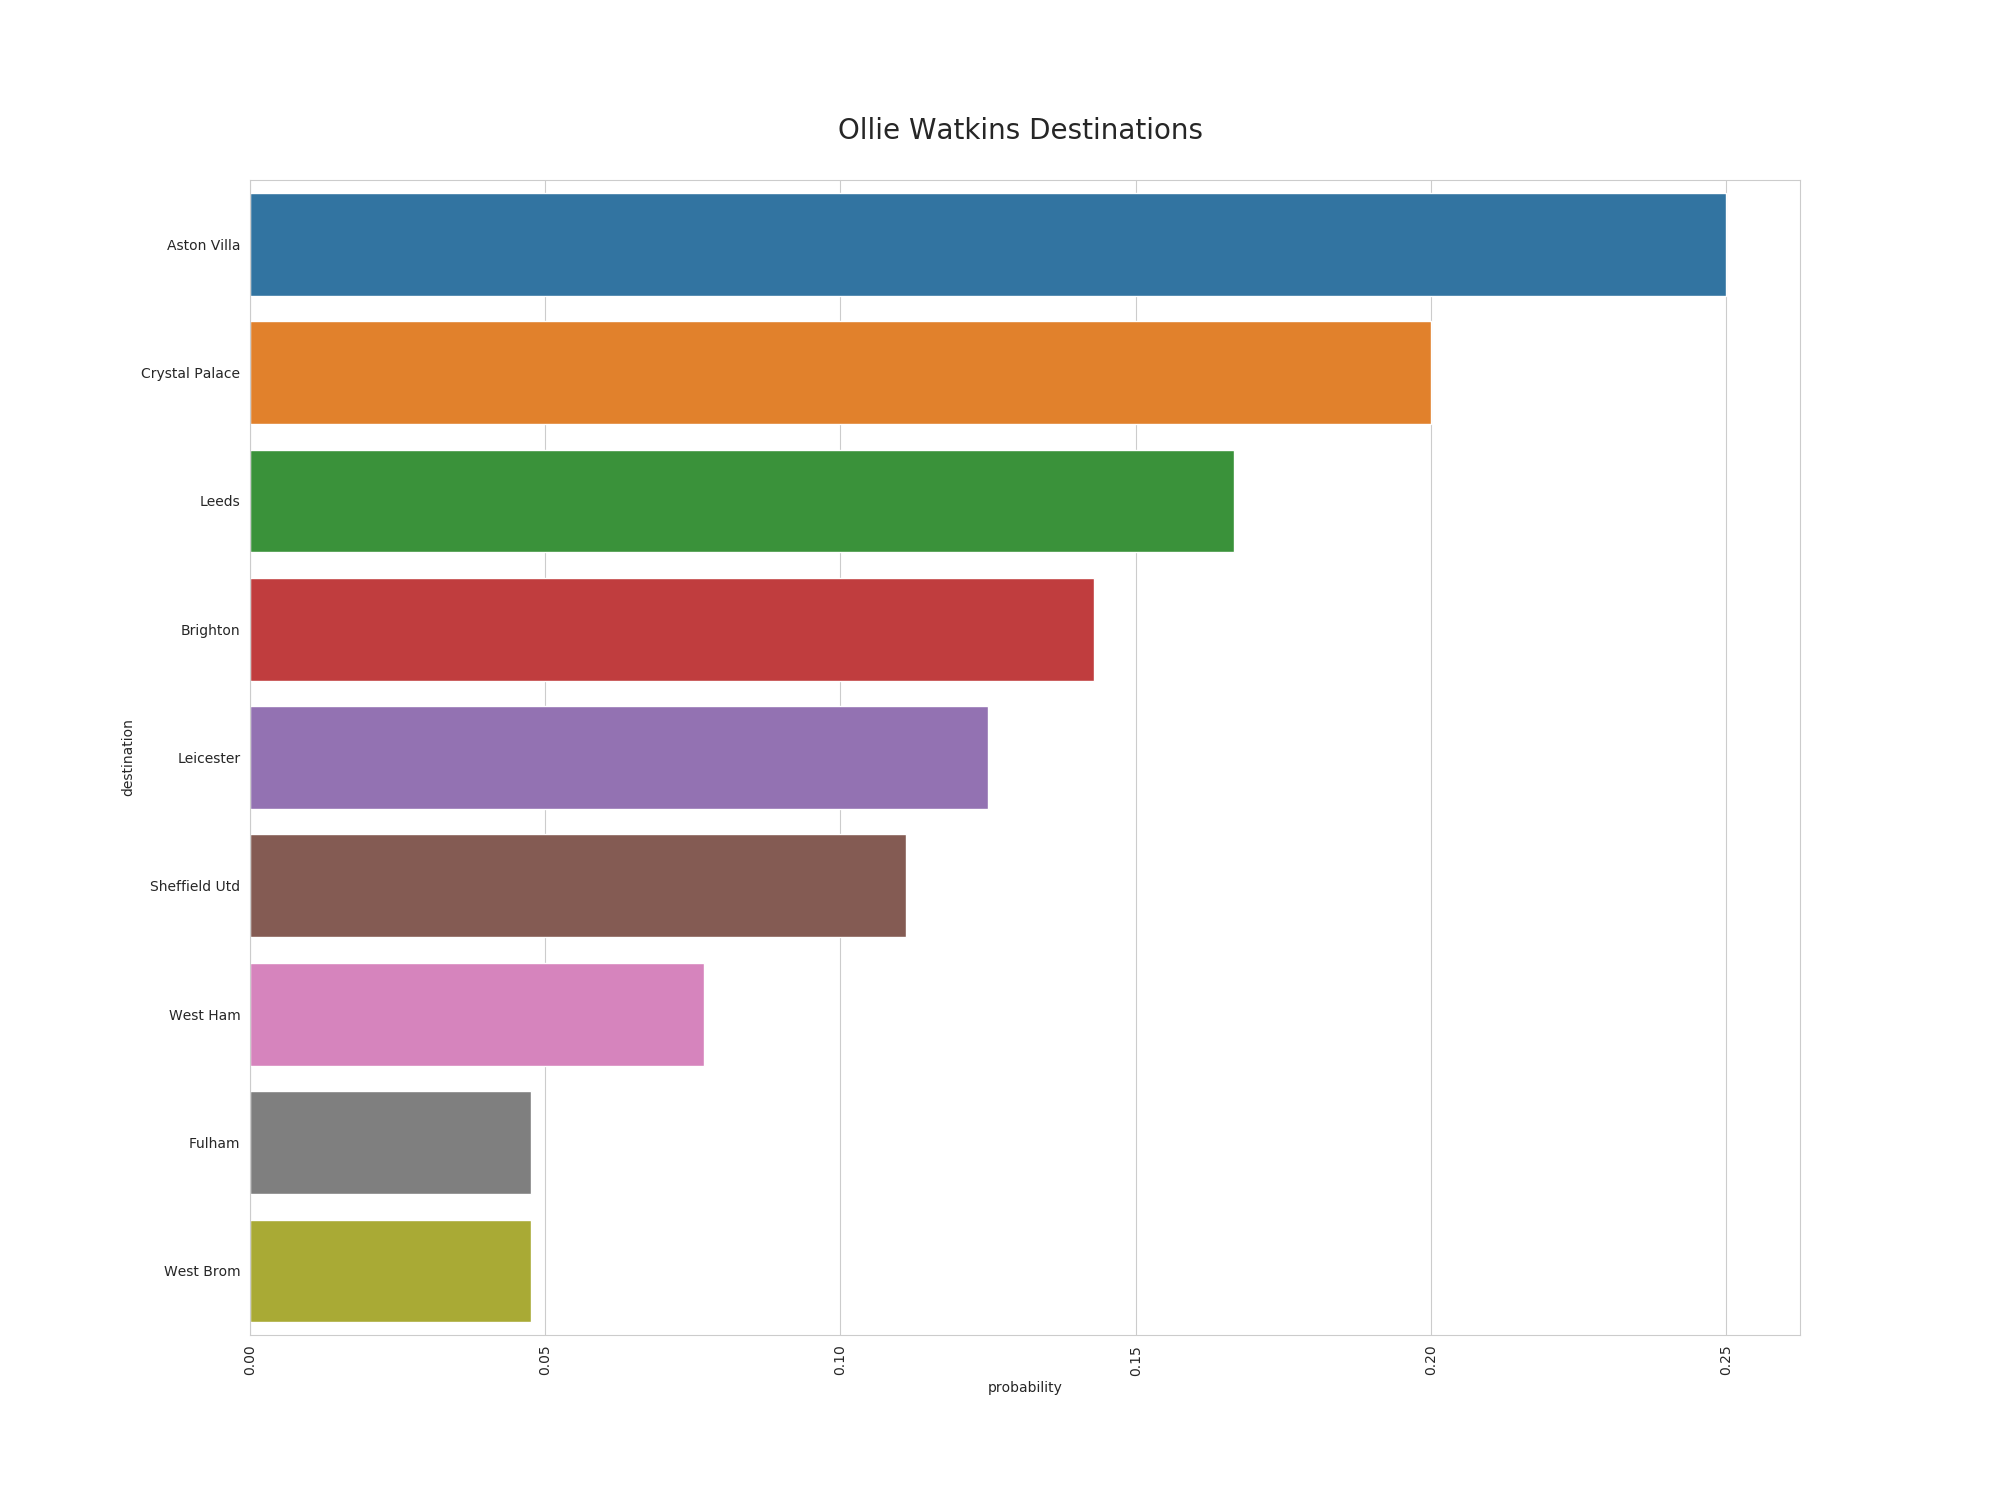 Ollie Watkins Destinations
Aston Villa
Crystal Palace
Leeds
Brighton
Leicester
Sheffield Utd
West Ham
Fulham
West Brom
destination
0.00
0.05
0.10
0.15
0.20
0.25
probability